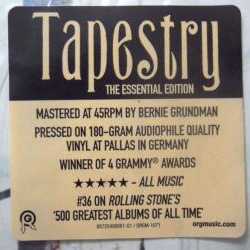 Tapestry
THE ESSENTIAL EDITION
MASTERED AT 45RPM BY BERNIE GRUNDMAN
PRESSED ON 180-GRAM AUDIOPHILE QUALITY
VINYL AT PALLAS IN GERMANY
WINNER OF 4 GRAMMY® AWARDS
★★★★★ - ALL MUSIC
#36 ON ROLLING STONE'S
'500 GREATEST ALBUMS OF ALL TIME'
orgmusic.com